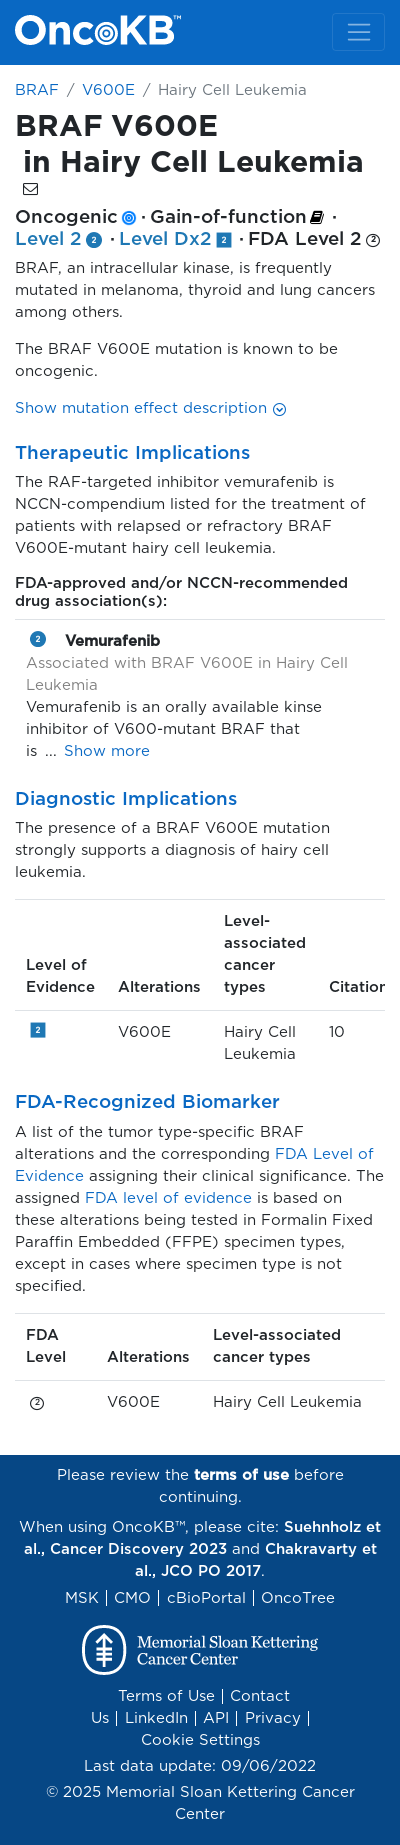 OncoKB™
BRAF / V600E / Hairy Cell Leukemia
BRAF V600E
in Hairy Cell Leukemia
Oncogenic · Gain-of-function ·
Level 2 2 · Level Dx2 2 · FDA Level 2 2
BRAF, an intracellular kinase, is frequently
mutated in melanoma, thyroid and lung cancers
among others.
The BRAF V600E mutation is known to be
oncogenic.
Show mutation effect description
Therapeutic Implications
The RAF-targeted inhibitor vemurafenib is
NCCN-compendium listed for the treatment of
patients with relapsed or refractory BRAF
V600E-mutant hairy cell leukemia.
FDA-approved and/or NCCN-recommended
drug association(s):
2 Vemurafenib
Associated with BRAF V600E in Hairy Cell
Leukemia
Vemurafenib is an orally available kinse
inhibitor of V600-mutant BRAF that
is ... Show more
Diagnostic Implications
The presence of a BRAF V600E mutation
strongly supports a diagnosis of hairy cell
leukemia.
Level-
associated
cancer
Level of
Evidence Alterations types Citation
2 V600E Hairy Cell 10
Leukemia
FDA-Recognized Biomarker
A list of the tumor type-specific BRAF
alterations and the corresponding FDA Level of
Evidence assigning their clinical significance. The
assigned FDA level of evidence is based on
these alterations being tested in Formalin Fixed
Paraffin Embedded (FFPE) specimen types,
except in cases where specimen type is not
specified.
FDA Level-associated
Level Alterations cancer types
2 V600E Hairy Cell Leukemia
Please review the terms of use before
continuing.
When using OncoKB™, please cite: Suehnholz et
al., Cancer Discovery 2023 and Chakravarty et
al., JCO PO 2017.
MSK | CMO | cBioPortal | OncoTree
Memorial Sloan Kettering
Cancer Center
Terms of Use | Contact
Us | LinkedIn | API | Privacy |
Cookie Settings
Last data update: 09/06/2022
© 2025 Memorial Sloan Kettering Cancer
Center